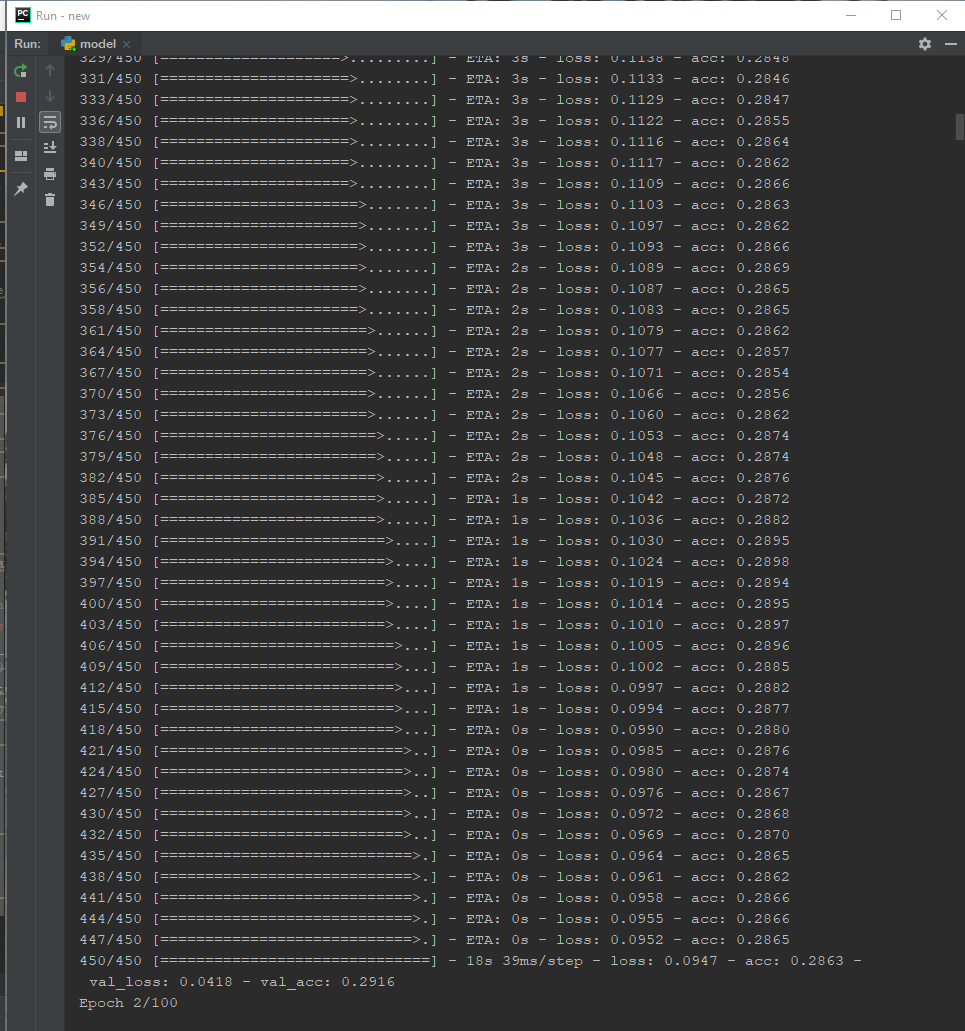 PC Run - new
Run: model
329/450 [====================>.........] - ETA: 3s - loss: 0.1138 - acc: 0.2848
331/450 [=====================>........] - ETA: 3s - loss: 0.1133 - acc: 0.2846
333/450 [=====================>........] - ETA: 3s - loss: 0.1129 - acc: 0.2847
336/450 [=====================>........] - ETA: 3s - loss: 0.1122 - acc: 0.2855
338/450 [=====================>........] - ETA: 3s - loss: 0.1116 - acc: 0.2864
340/450 [=====================>........] - ETA: 3s - loss: 0.1117 - acc: 0.2862
343/450 [=====================>........] - ETA: 3s - loss: 0.1109 - acc: 0.2866
346/450 [======================>.......] - ETA: 3s - loss: 0.1103 - acc: 0.2863
349/450 [======================>.......] - ETA: 3s - loss: 0.1097 - acc: 0.2862
352/450 [======================>.......] - ETA: 3s - loss: 0.1093 - acc: 0.2866
354/450 [======================>.......] - ETA: 2s - loss: 0.1089 - acc: 0.2869
356/450 [======================>.......] - ETA: 2s - loss: 0.1087 - acc: 0.2865
358/450 [======================>.......] - ETA: 2s - loss: 0.1083 - acc: 0.2865
361/450 [=======================>......] - ETA: 2s - loss: 0.1079 - acc: 0.2862
364/450 [=======================>......] - ETA: 2s - loss: 0.1077 - acc: 0.2857
367/450 [=======================>......] - ETA: 2s - loss: 0.1071 - acc: 0.2854
370/450 [=======================>......] - ETA: 2s - loss: 0.1066 - acc: 0.2856
373/450 [=======================>......] - ETA: 2s - loss: 0.1060 - acc: 0.2862
376/450 [========================>.....] - ETA: 2s - loss: 0.1053 - acc: 0.2874
379/450 [========================>.....] - ETA: 2s - loss: 0.1048 - acc: 0.2874
382/450 [========================>.....] - ETA: 2s - loss: 0.1045 - acc: 0.2876
385/450 [========================>.....] - ETA: 1s - loss: 0.1042 - acc: 0.2872
388/450 [========================>.....] - ETA: 1s - loss: 0.1036 - acc: 0.2882
391/450 [=========================>....] - ETA: 1s - loss: 0.1030 - acc: 0.2895
394/450 [=========================>....] - ETA: 1s - loss: 0.1024 - acc: 0.2898
397/450 [=========================>....] - ETA: 1s - loss: 0.1019 - acc: 0.2894
400/450 [=========================>....] - ETA: 1s - loss: 0.1014 - acc: 0.2895
403/450 [=========================>....] - ETA: 1s - loss: 0.1010 - acc: 0.2897
406/450 [==========================>...] - ETA: 1s - loss: 0.1005 - acc: 0.2896
409/450 [==========================>...] - ETA: 1s - loss: 0.1002 - acc: 0.2885
412/450 [==========================>...] - ETA: 1s - loss: 0.0997 - acc: 0.2882
415/450 [==========================>...] - ETA: 1s - loss: 0.0994 - acc: 0.2877
418/450 [==========================>...] - ETA: 0s - loss: 0.0990 - acc: 0.2880
421/450 [===========================>..] - ETA: 0s - loss: 0.0985 - acc: 0.2876
424/450 [===========================>..] - ETA: 0s - loss: 0.0980 - acc: 0.2874
427/450 [===========================>..] - ETA: 0s - loss: 0.0976 - acc: 0.2867
430/450 [===========================>..] - ETA: 0s - loss: 0.0972 - acc: 0.2868
432/450 [===========================>..] - ETA: 0s - loss: 0.0969 - acc: 0.2870
435/450 [============================>.] - ETA: 0s - loss: 0.0964 - acc: 0.2865
438/450 [============================>.] - ETA: 0s - loss: 0.0961 - acc: 0.2862
441/450 [============================>.] - ETA: 0s - loss: 0.0958 - acc: 0.2866
444/450 [============================>.] - ETA: 0s - loss: 0.0955 - acc: 0.2866
447/450 [============================>.] - ETA: 0s - loss: 0.0952 - acc: 0.2865
450/450 [==============================] - 18s 39ms/step - loss: 0.0947 - acc: 0.2863 -
val_loss: 0.0418 - val_acc: 0.2916
Epoch 2/100